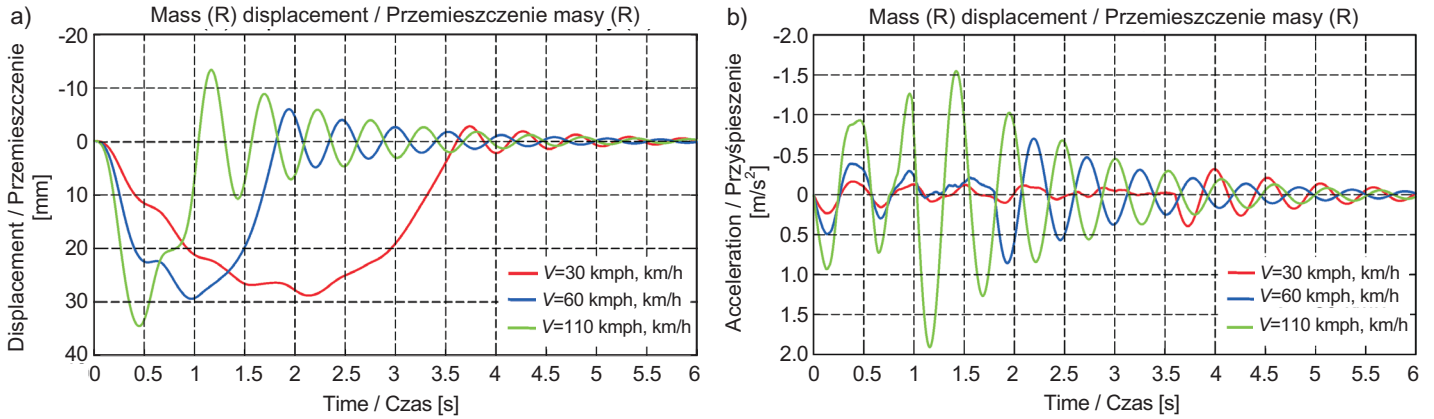 a)
Mass (R) displacement / Przemieszczenie masy (R)
Displacement / Przemieszczenie
[mm]
-20
-10
0
10
20
30
40
V=30 kmph, km/h
V=60 kmph, km/h
V=110 kmph, km/h
0 0.5 1 1.5 2 2.5 3 3.5 4 4.5 5 5.5 6
Time / Czas [s]
b)
Mass (R) displacement / Przemieszczenie masy (R)
Acceleration / Przyśpieszenie
[m/s²]
-2.0
-1.5
-1.0
-0.5
0
0.5
1.0
2.0
V=30 kmph, km/h
V=60 kmph, km/h
V=110 kmph, km/h
0 0.5 1.0 1.5 2 2.5 3 3.5 4 4.5 5 5.5 6
Time / Czas [s]